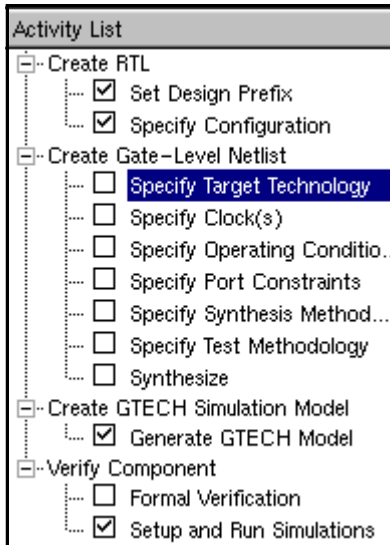 Activity List
Create RTL
Set Design Prefix
Specify Configuration
Create Gate-Level Netlist
Specify Target Technology
Specify Clock(s)
Specify Operating Conditio...
Specify Port Constraints
Specify Synthesis Method...
Specify Test Methodology
Synthesize
Create GTECH Simulation Model
Generate GTECH Model
Verify Component
Formal Verification
Setup and Run Simulations